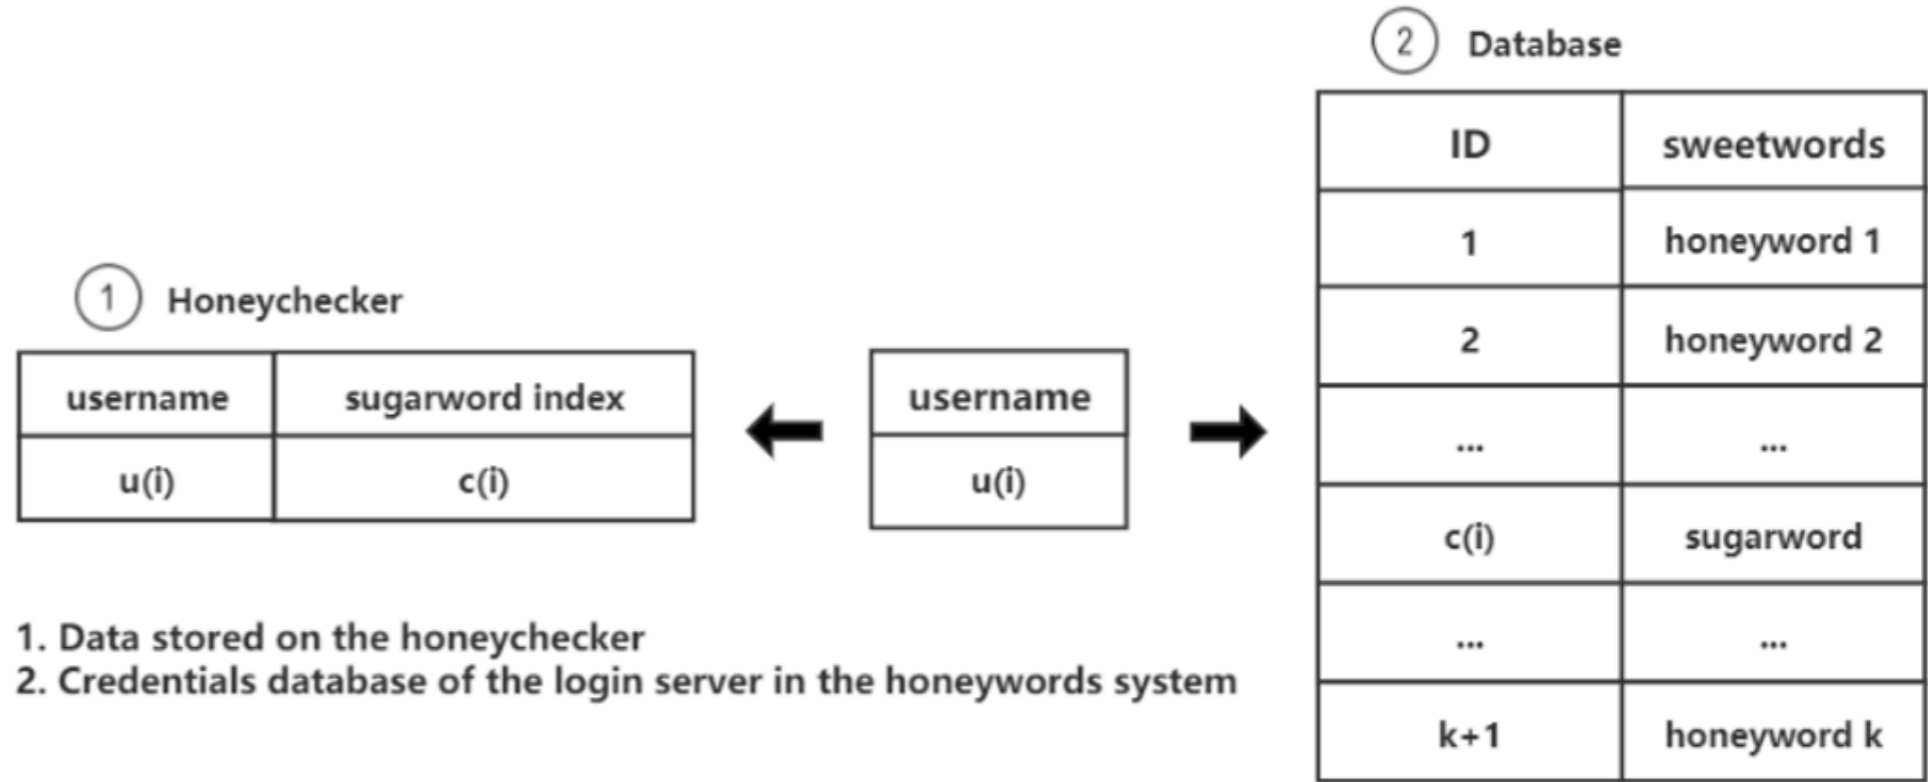 2 Database
ID sweetwords
1 honeyword 1
2 honeyword 2
... ...
c(i) sugarword
... ...
k+1 honeyword k
1 Honeychecker
username sugarword index
u(i) c(i)
username
u(i)
1. Data stored on the honeychecker
2. Credentials database of the login server in the honeywords system